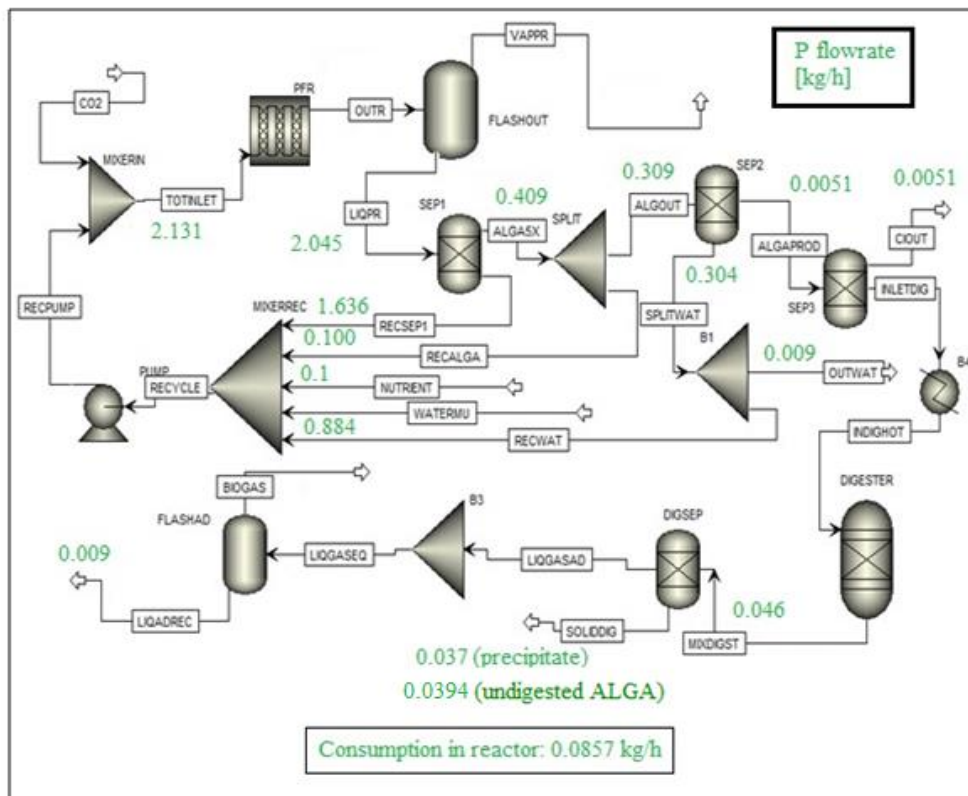 VAPPR
P flowrate
[kg/h]
CO2
PFR
OUTR
FLASHOUT
MIXERIN
TOTINLET
2.131
LIQPR
2.045
SEP1
0.409
ALGASX
SPLIT
0.309
ALGOUT
SEP2
0.0051
0.0051
ALGAPROD
CIOUT
SEP3
INLETDIG
0.304
SPLITWAT
B1
RECPUMP
MIXERREC
1.636
RECSEP1
0.100
RECALGA
0.009
OUTWAT
B4
PUMP
RECYCLE
0.1
NUTRIENT
WATERMU
0.884
RECWAT
INDIGHOT
BIOGAS
B3
DIGSEP
DIGESTER
FLASHAD
0.009
LIQGASEQ
LIQGASAD
LIQADREC
SOLIDDIG
0.046
MIXDIGST
0.037 (precipitate)
0.0394 (undigested ALGA)
Consumption in reactor: 0.0857 kg/h